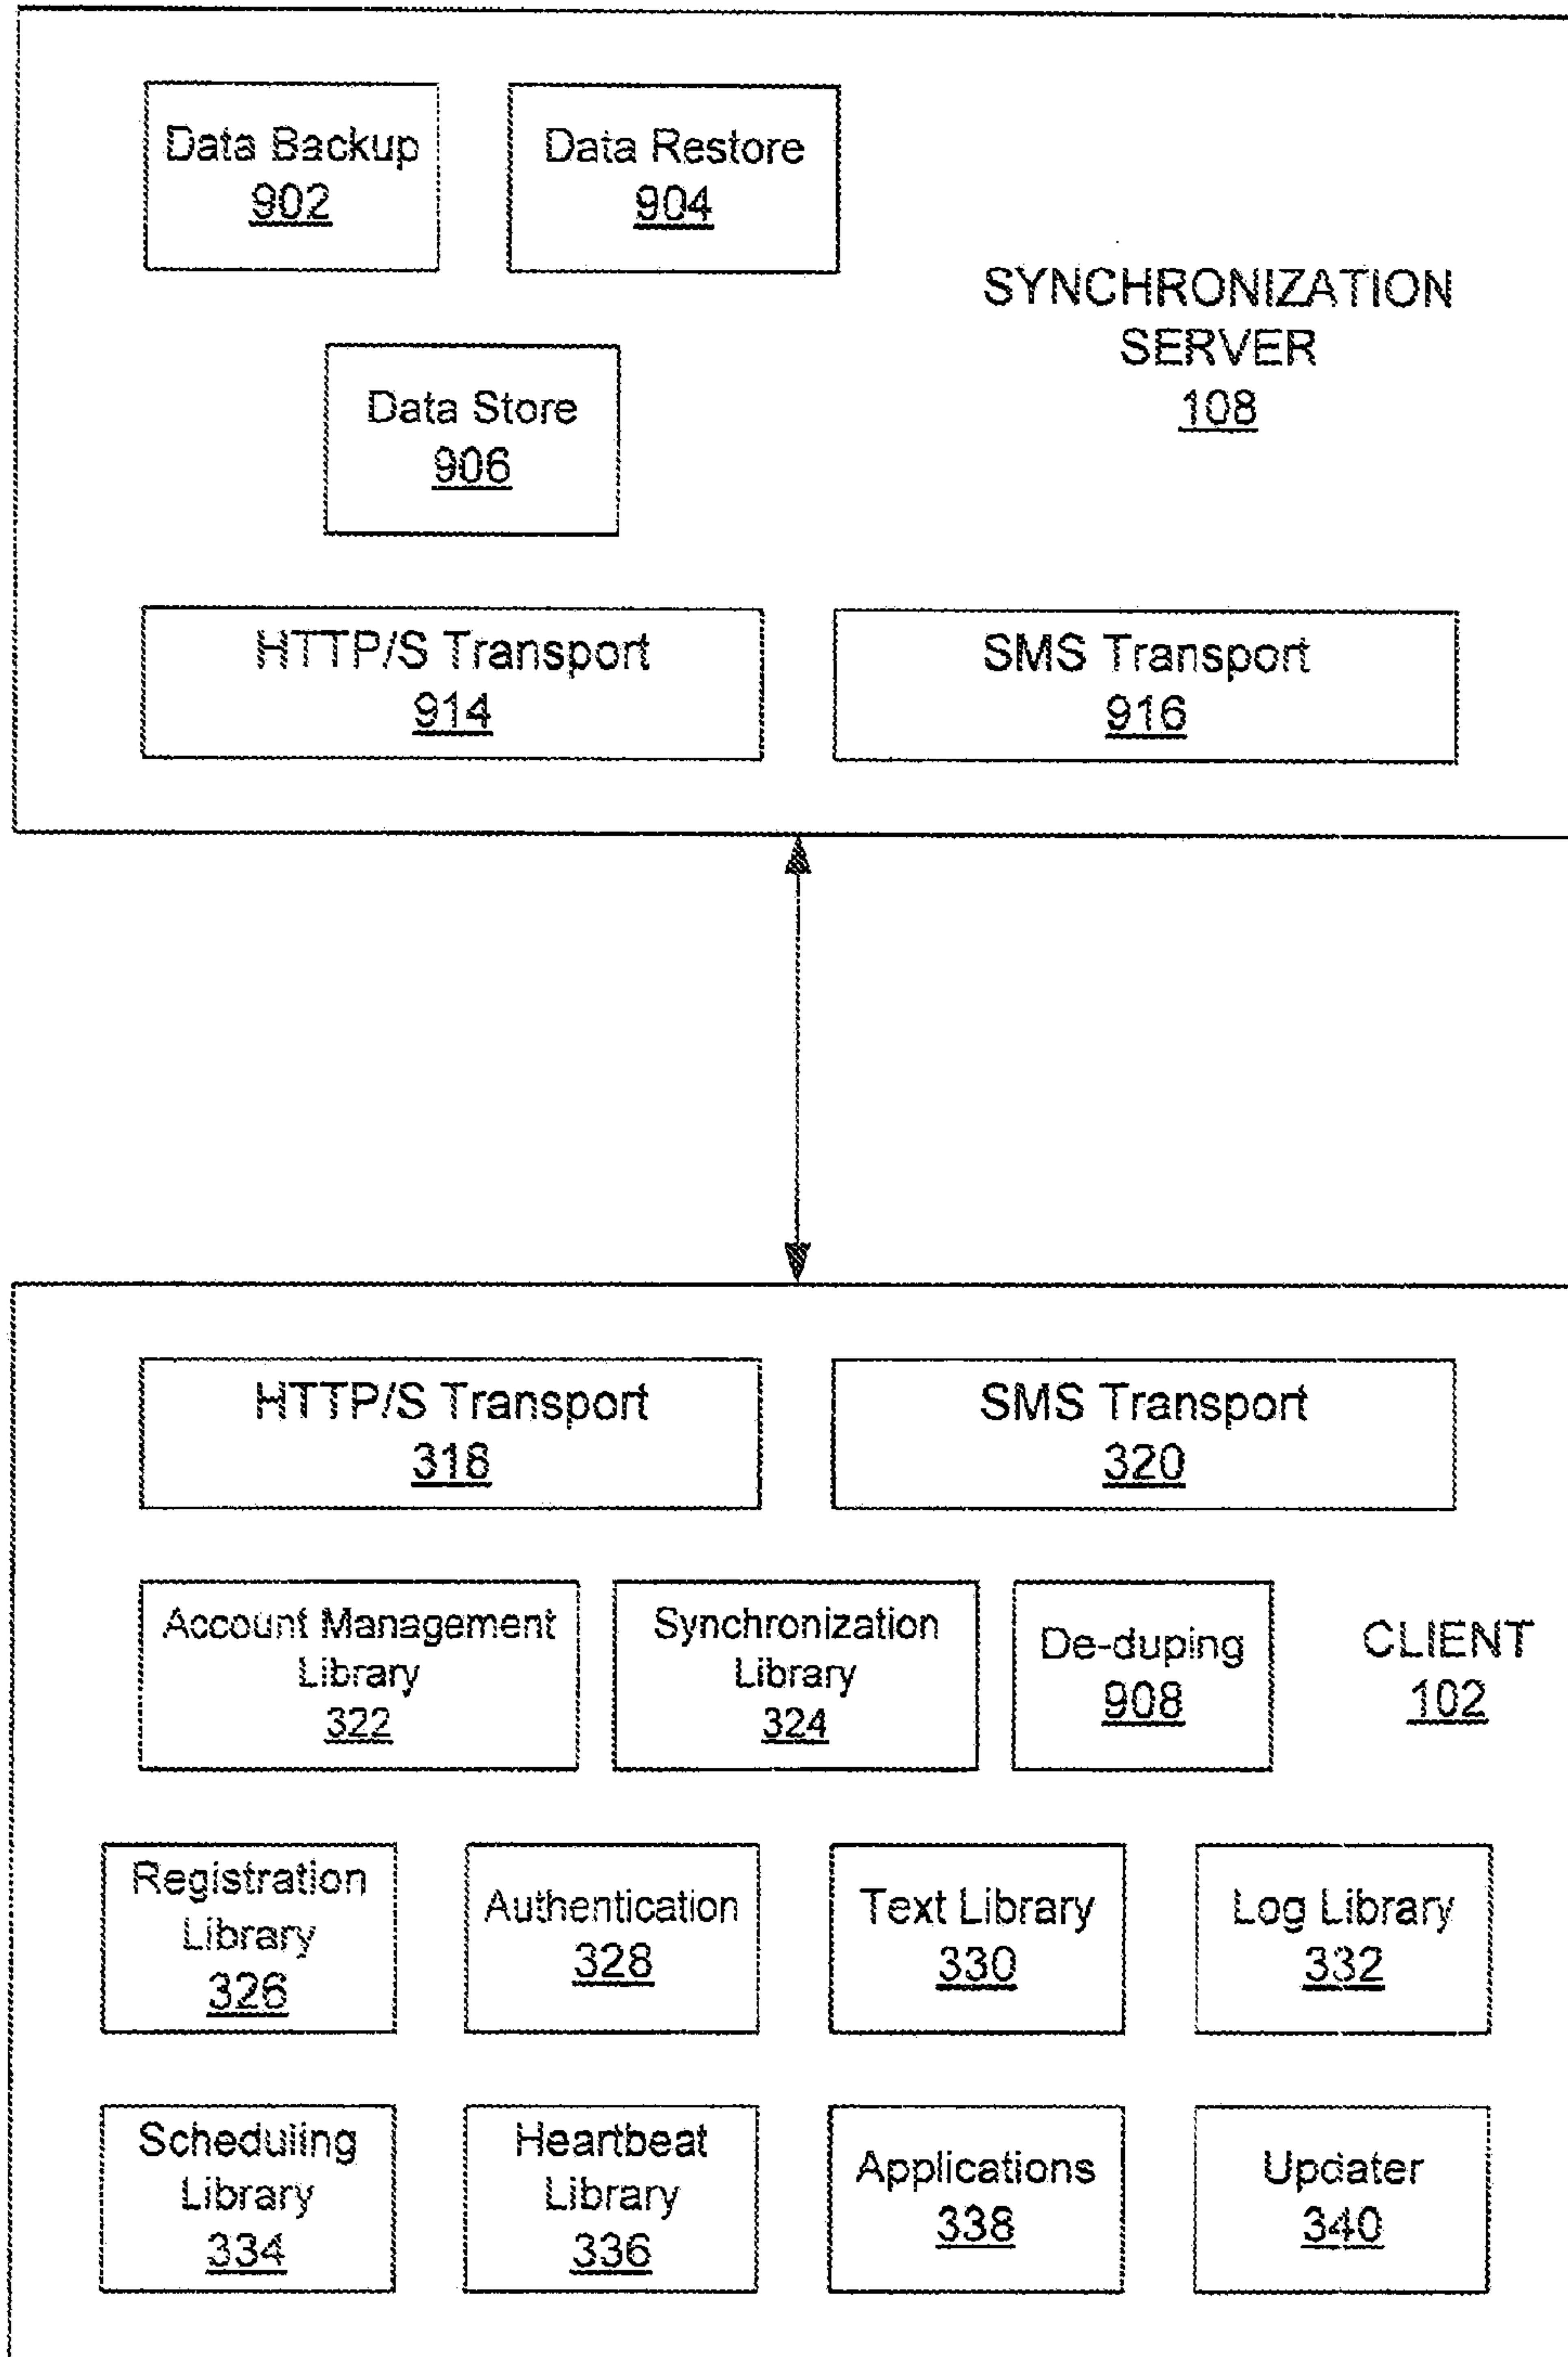 Data Backup
902
Data Restore
904
SYNCHRONIZATION
SERVER
108
Data Store
906
HTTP/S Transport
914
SMS Transport
916
HTTP/S Transport
318
SMS Transport
320
Account Management
Library
322
Synchronization
Library
324
De-duping
908
CLIENT
102
Registration
Library
326
Authentication
328
Text Library
330
Log Library
332
Scheduling
Library
334
Heartbeat
Library
336
Applications
338
Updater
340